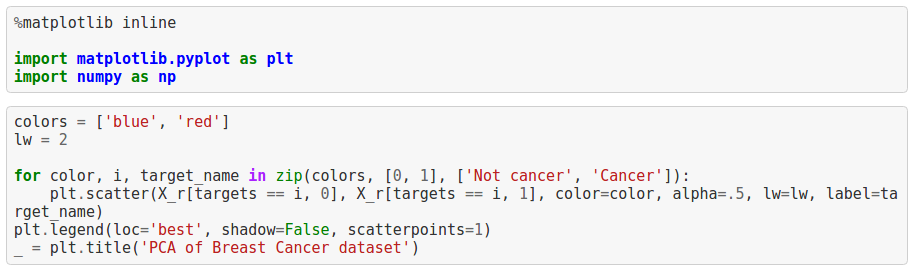 %matplotlib inline

import matplotlib.pyplot as plt
import numpy as np

colors = ['blue', 'red']
lw = 2

for color, i, target_name in zip(colors, [0, 1], ['Not cancer', 'Cancer']):
    plt.scatter(X_r[targets == i, 0], X_r[targets == i, 1], color=color, alpha=.5, lw=lw, label=ta
rget_name)
plt.legend(loc='best', shadow=False, scatterpoints=1)
_ = plt.title('PCA of Breast Cancer dataset')